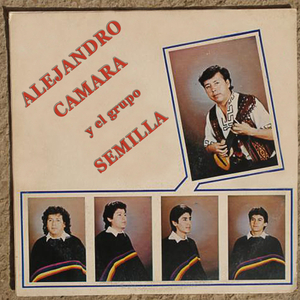 ALEJANDRO
CAMARA
y el grupo
SEMILLA